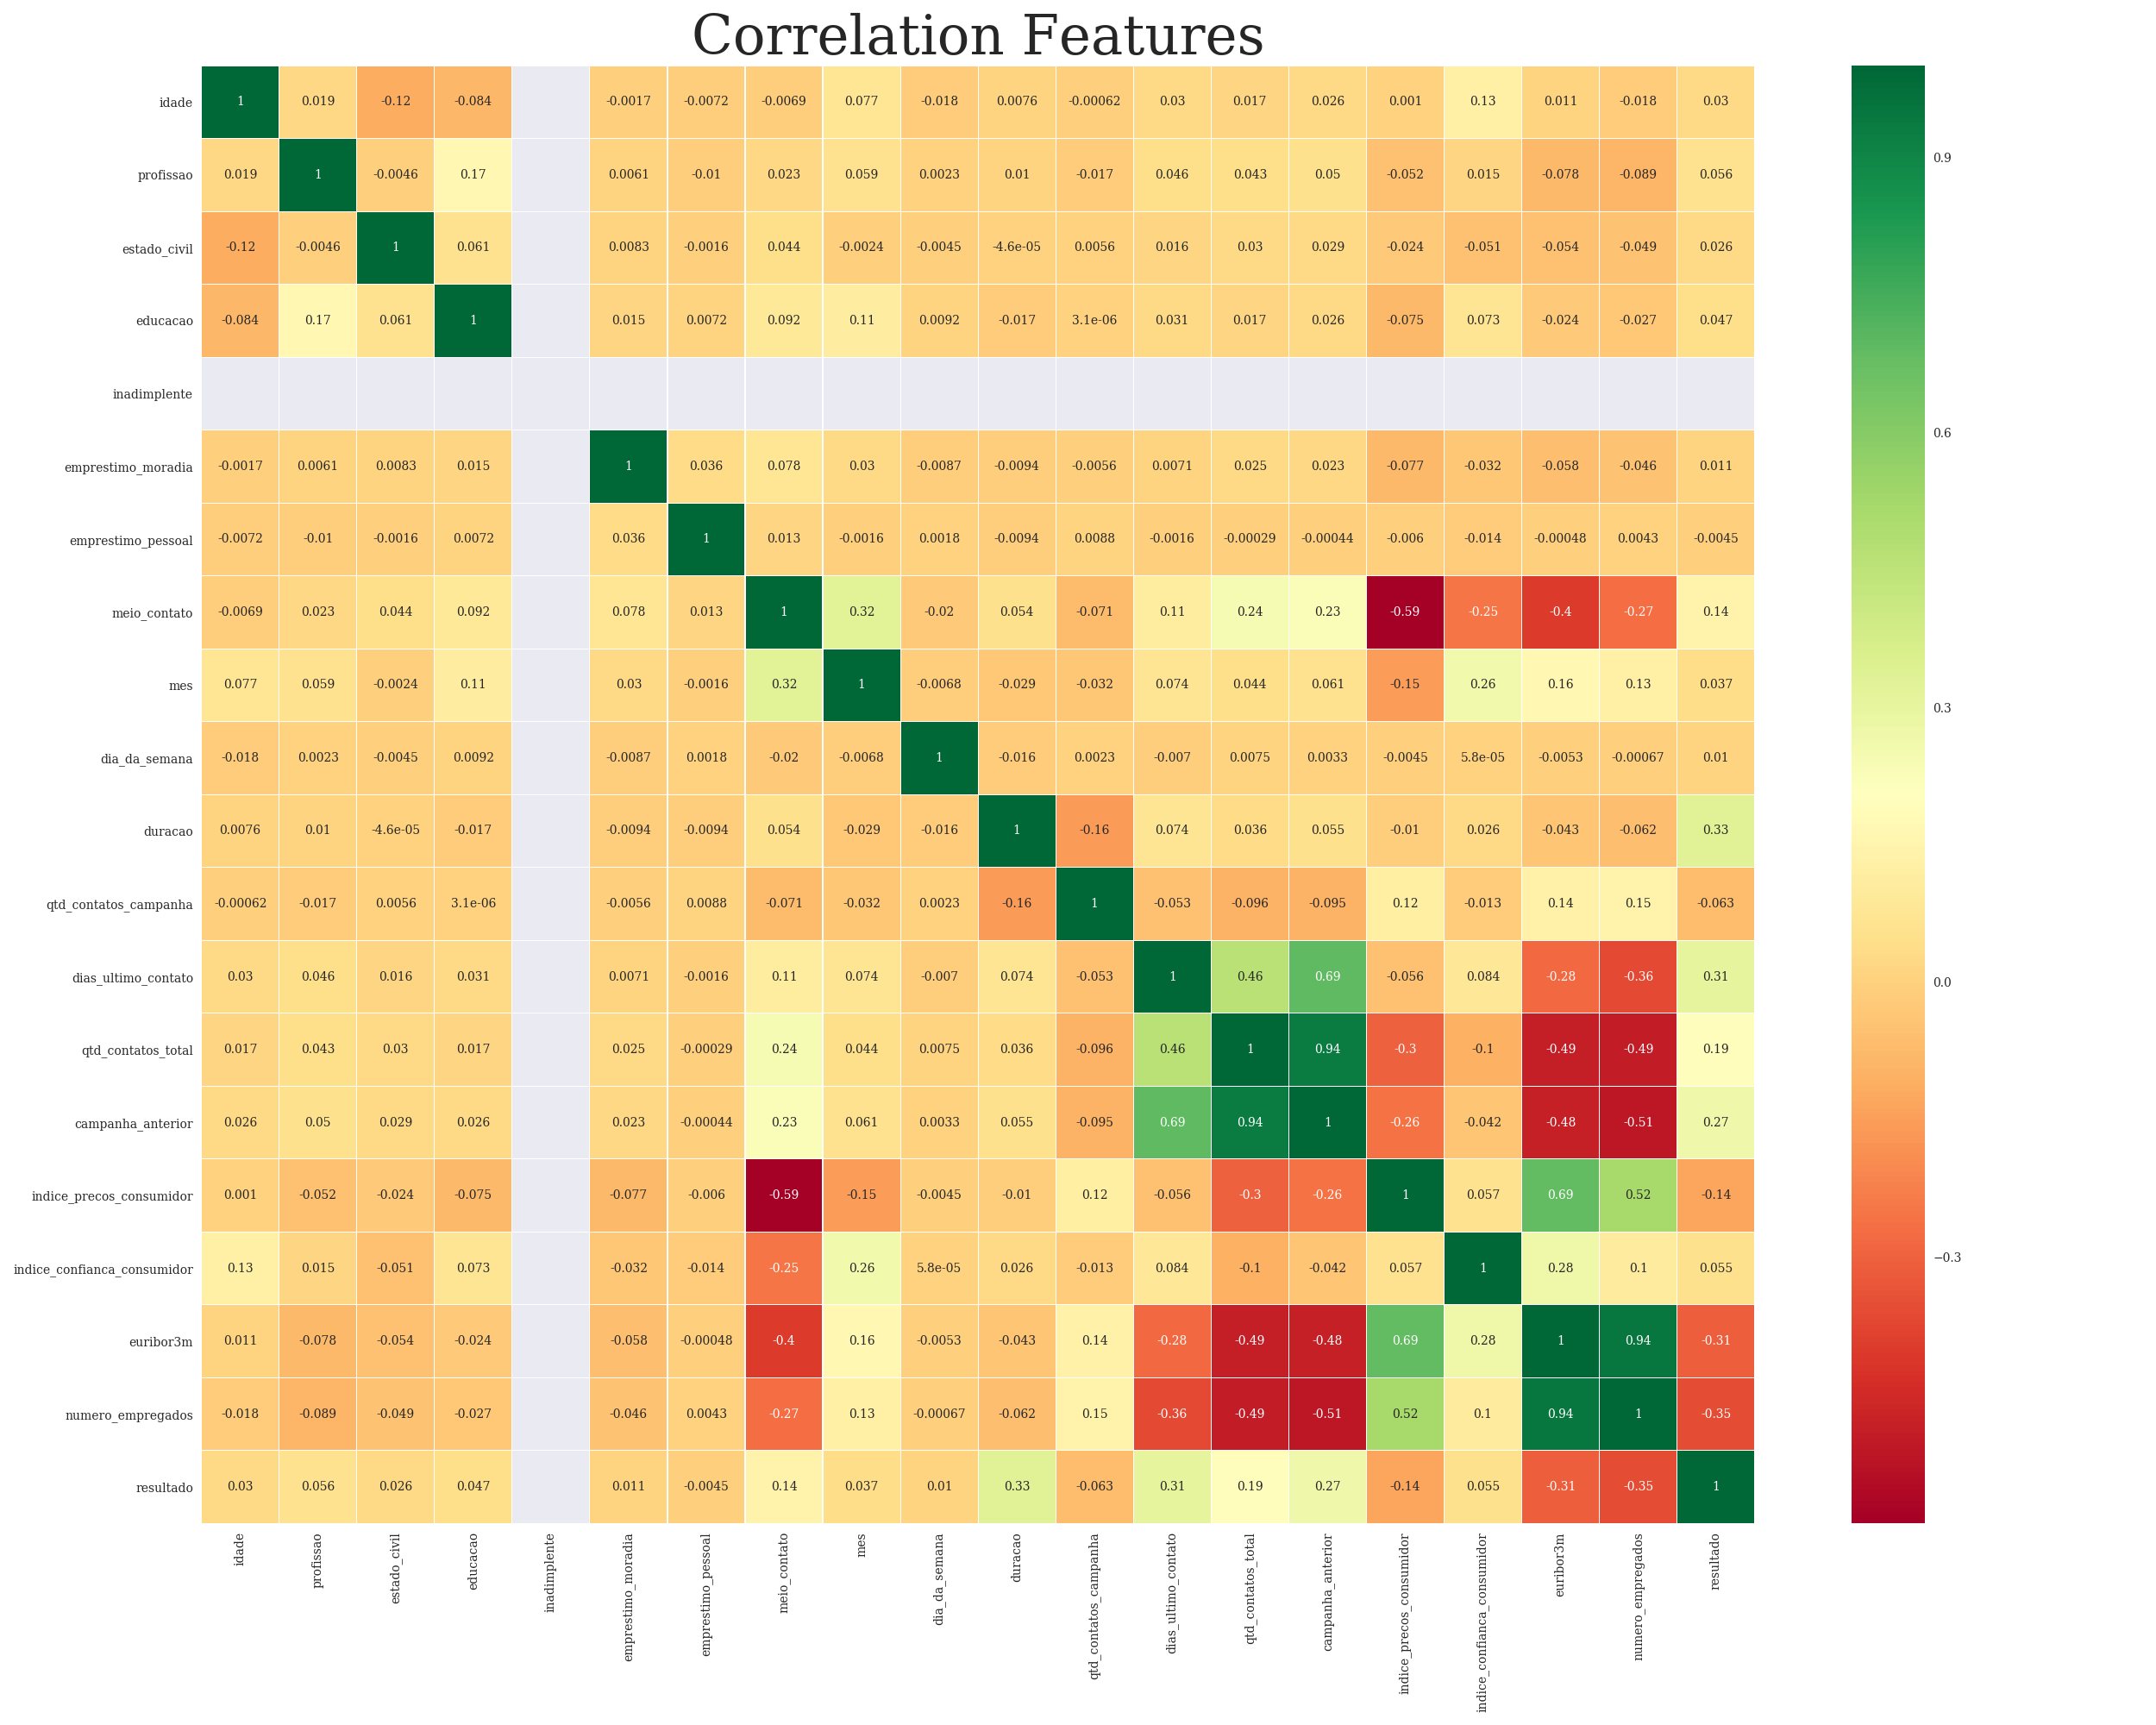 Correlation Features
idade 1 0.019 -0.12 -0.084 -0.0017 -0.0072 -0.0069 0.077 -0.018 0.0076 -0.00062 0.03 0.017 0.026 0.001 0.13 0.011 -0.018 0.03
profissao 0.019 1 -0.0046 0.17 0.0061 -0.01 0.023 0.059 0.0023 0.01 -0.017 0.046 0.043 0.05 -0.052 0.015 -0.078 -0.089 0.056
estado_civil -0.12 -0.0046 1 0.061 0.0083 -0.0016 0.044 -0.0024 -0.0045 -4.6e-05 0.0056 0.016 0.03 0.029 -0.024 -0.051 -0.054 -0.049 0.026
educacao -0.084 0.17 0.061 1 0.015 0.0072 0.092 0.11 0.0092 -0.017 3.1e-06 0.031 0.017 0.026 -0.075 0.073 -0.024 -0.027 0.047
inadimplente
emprestimo_moradia -0.0017 0.0061 0.0083 0.015 1 0.036 0.078 0.03 -0.0087 -0.0094 -0.0056 0.0071 0.025 0.023 -0.077 -0.032 -0.058 -0.046 0.011
emprestimo_pessoal -0.0072 -0.01 -0.0016 0.0072 0.036 1 0.013 -0.0016 0.0018 -0.0094 0.0088 -0.0016 -0.00029 -0.00044 -0.006 -0.014 -0.00048 0.0043 -0.0045
meio_contato -0.0069 0.023 0.044 0.092 0.078 0.013 1 0.32 -0.02 0.054 -0.071 0.11 0.24 0.23 -0.59 -0.25 -0.4 -0.27 0.14
mes 0.077 0.059 -0.0024 0.11 0.03 -0.0016 0.32 1 -0.0068 -0.029 -0.032 0.074 0.044 0.061 -0.15 0.26 0.16 0.13 0.037
dia_da_semana -0.018 0.0023 -0.0045 0.0092 -0.0087 0.0018 -0.02 -0.0068 1 -0.016 0.0023 -0.007 0.0075 0.0033 -0.0045 5.8e-05 -0.0053 -0.00067 0.01
duracao 0.0076 0.01 -4.6e-05 -0.017 -0.0094 -0.0094 0.054 -0.029 -0.016 1 -0.16 0.074 0.036 0.055 -0.01 0.026 -0.043 -0.062 0.33
qtd_contatos_campanha -0.00062 -0.017 0.0056 3.1e-06 -0.0056 0.0088 -0.071 -0.032 0.0023 -0.16 1 -0.053 -0.096 -0.095 0.12 -0.013 0.14 0.15 -0.063
dias_ultimo_contato 0.03 0.046 0.016 0.031 0.0071 -0.0016 0.11 0.074 -0.007 0.074 -0.053 1 0.46 0.69 -0.056 0.084 -0.28 -0.36 0.31
qtd_contatos_total 0.017 0.043 0.03 0.017 0.025 -0.00029 0.24 0.044 0.0075 0.036 -0.096 0.46 1 0.94 -0.3 -0.1 -0.49 -0.49 0.19
campanha_anterior 0.026 0.05 0.029 0.026 0.023 -0.00044 0.23 0.061 0.0033 0.055 -0.095 0.69 0.94 1 -0.26 -0.042 -0.48 -0.51 0.27
indice_precos_consumidor 0.001 -0.052 -0.024 -0.075 -0.077 -0.006 -0.59 -0.15 -0.0045 -0.01 0.12 -0.056 -0.3 -0.26 1 0.057 0.69 0.52 -0.14
indice_confianca_consumidor 0.13 0.015 -0.051 0.073 -0.032 -0.014 -0.25 0.26 5.8e-05 0.026 -0.013 0.084 -0.1 -0.042 0.057 1 0.28 0.1 0.055
euribor3m 0.011 -0.078 -0.054 -0.024 -0.058 -0.00048 -0.4 0.16 -0.0053 -0.043 0.14 -0.28 -0.49 -0.48 0.69 0.28 1 0.94 -0.31
numero_empregados -0.018 -0.089 -0.049 -0.027 -0.046 0.0043 -0.27 0.13 -0.00067 -0.062 0.15 -0.36 -0.49 -0.51 0.52 0.1 0.94 1 -0.35
resultado 0.03 0.056 0.026 0.047 0.011 -0.0045 0.14 0.037 0.01 0.33 -0.063 0.31 0.19 0.27 -0.14 0.055 -0.31 -0.35 1
idade
profissao
estado_civil
educacao
inadimplente
emprestimo_moradia
emprestimo_pessoal
meio_contato
mes
dia_da_semana
duracao
qtd_contatos_campanha
dias_ultimo_contato
qtd_contatos_total
campanha_anterior
indice_precos_consumidor
indice_confianca_consumidor
euribor3m
numero_empregados
resultado
0.9
0.6
0.3
0.0
−0.3